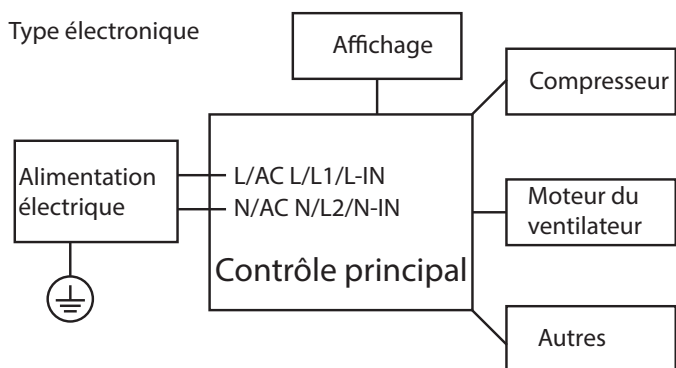 Type électronique
Affichage
Compresseur
Alimentation
électrique
L/AC L/L1/L-IN
N/AC N/L2/N-IN
Contrôle principal
Moteur du
ventilateur
Autres